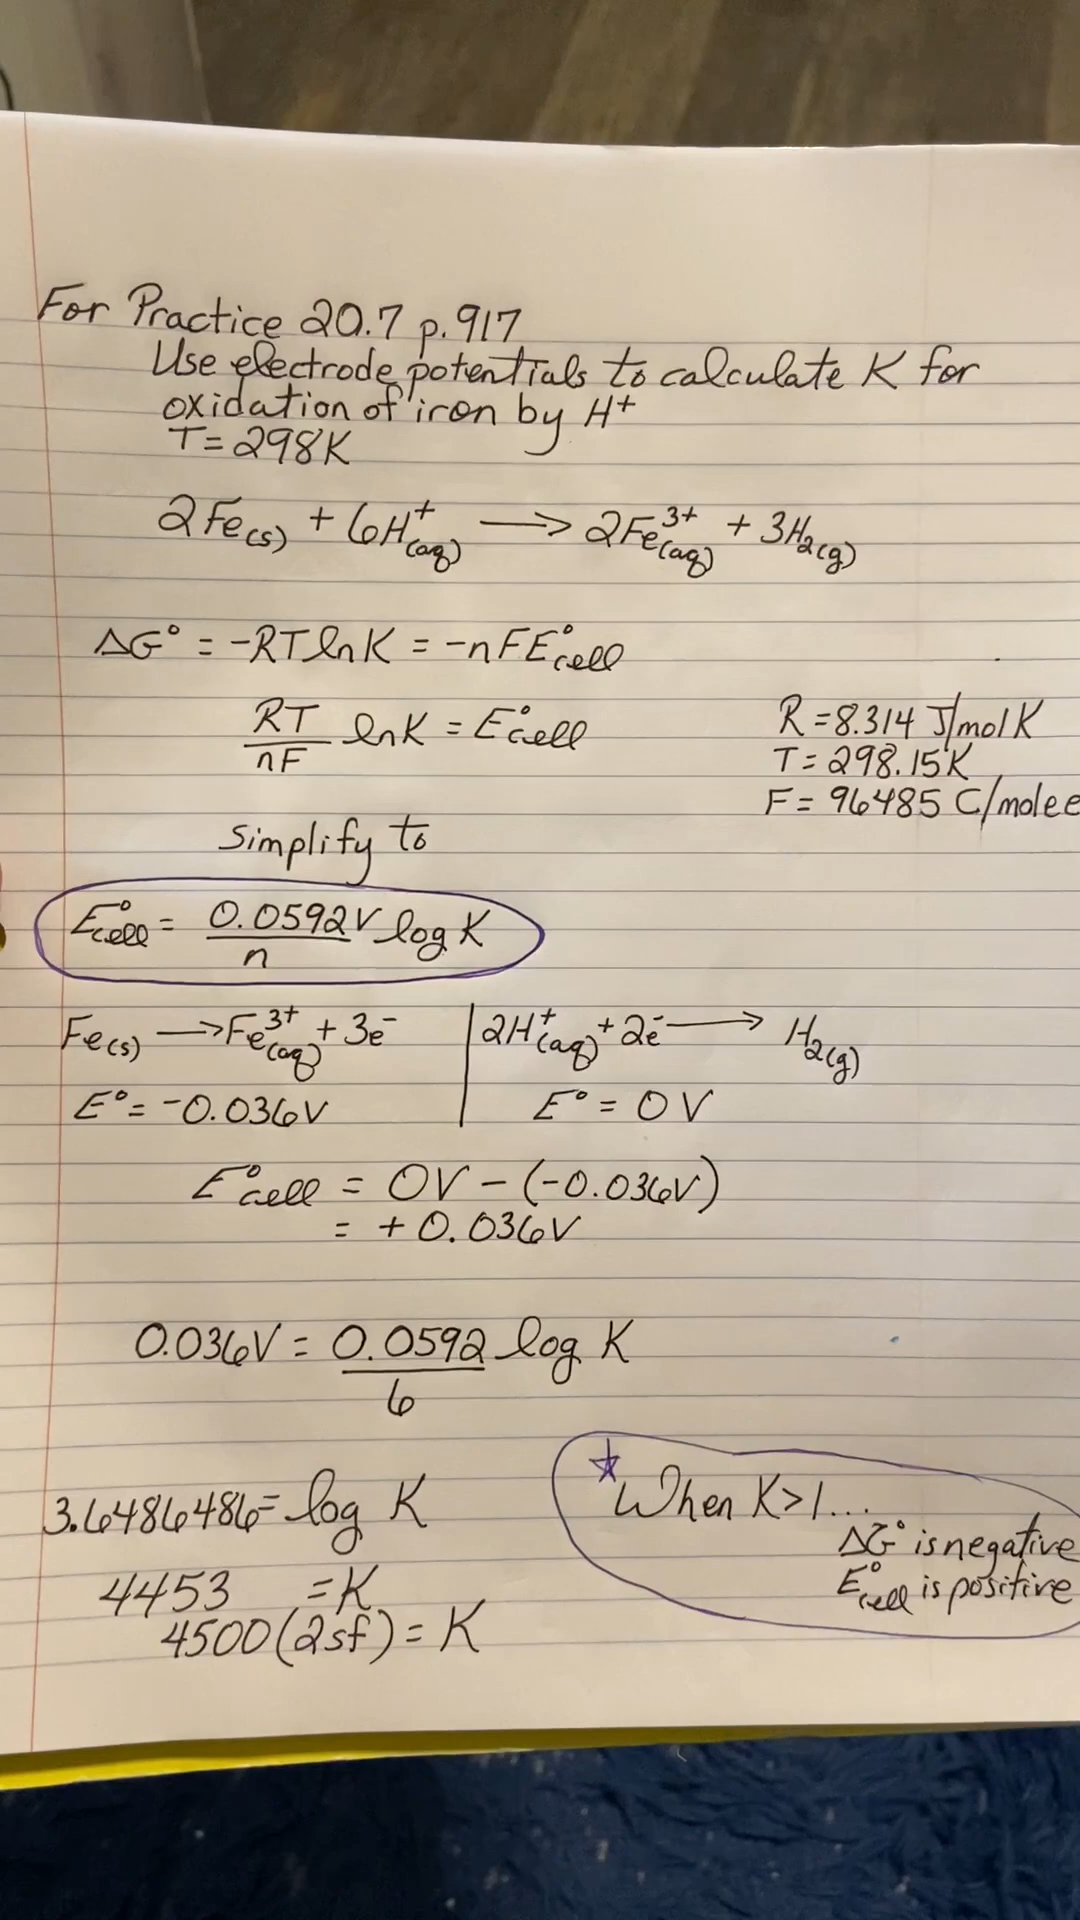 For Practice 20.7 p.917
Use electrode potentials to calculate K for
oxidation of iron by H⁺
T = 298K
2Fe(s) + 6H⁺(aq) ⟶ 2Fe³⁺(aq) + 3H₂(g)
ΔG° = -RT ln K = -nFE°cell
RT/nF ln K = E°cell
R = 8.314 J/mol K
T = 298.15K
F = 96485 C/mole e
Simplify to
E°cell = 0.0592V/n log K
Fe(s) ⟶ Fe³⁺(aq) + 3e⁻ | 2H⁺(aq) + 2e⁻ ⟶ H₂(g)
E° = -0.036V E° = 0V
E°cell = 0V - (-0.036V)
= +0.036V
0.036V = 0.0592/6 log K
3.6486486 = log K
4453 = K
4500 (2sf) = K
☆ When K>1...
ΔG° is negative
E°cell is positive